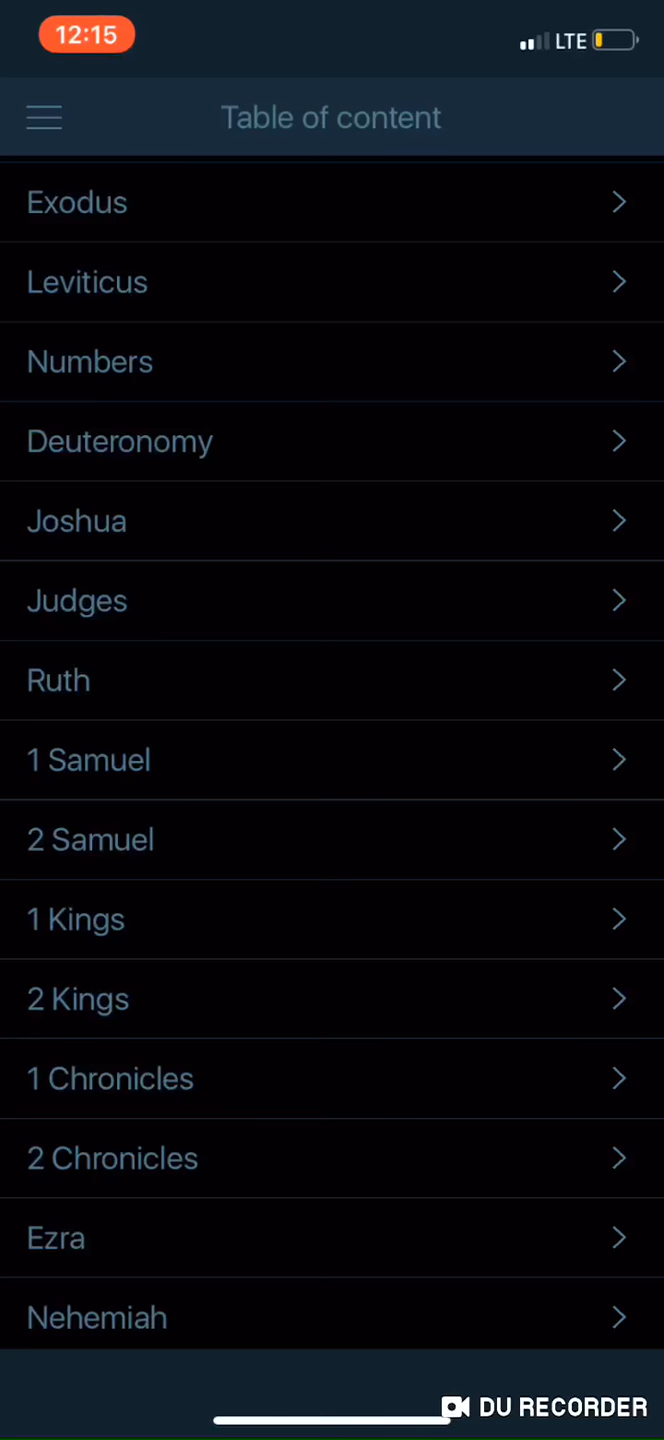 12:15
LTE
Table of content
Exodus
Leviticus
Numbers
Deuteronomy
Joshua
Judges
Ruth
1 Samuel
2 Samuel
1 Kings
2 Kings
1 Chronicles
2 Chronicles
Ezra
Nehemiah
DU RECORDER